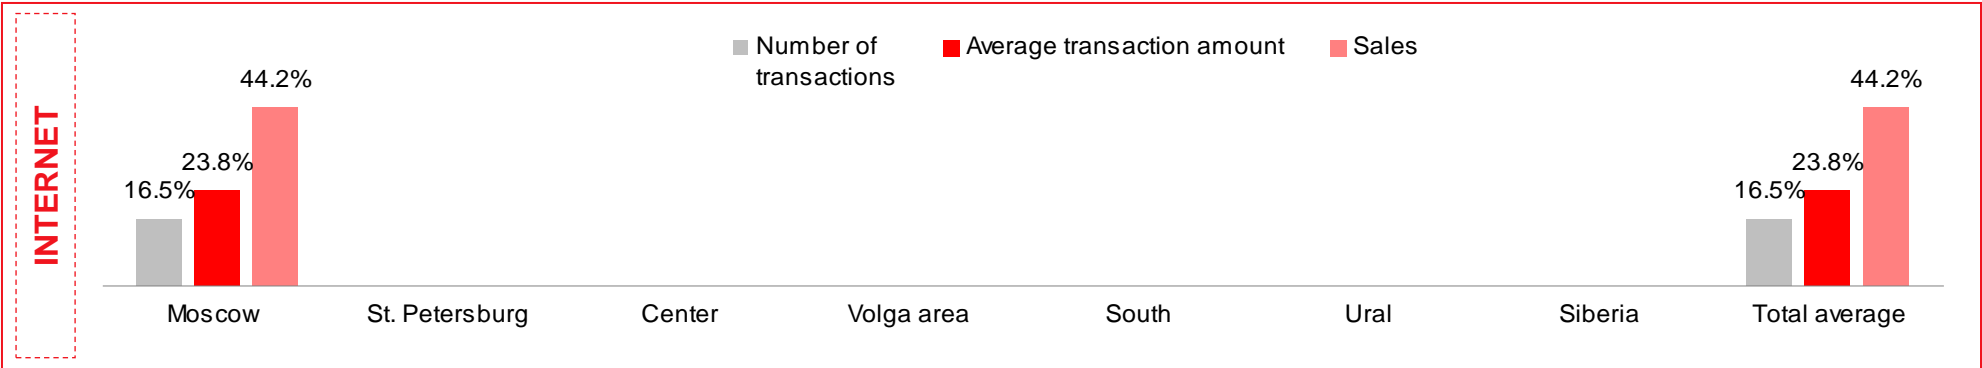 INTERNET
Number of
transactions
Average transaction amount
Sales
44.2%
23.8%
16.5%
44.2%
23.8%
16.5%
Moscow St. Petersburg Center Volga area South Ural Siberia Total average